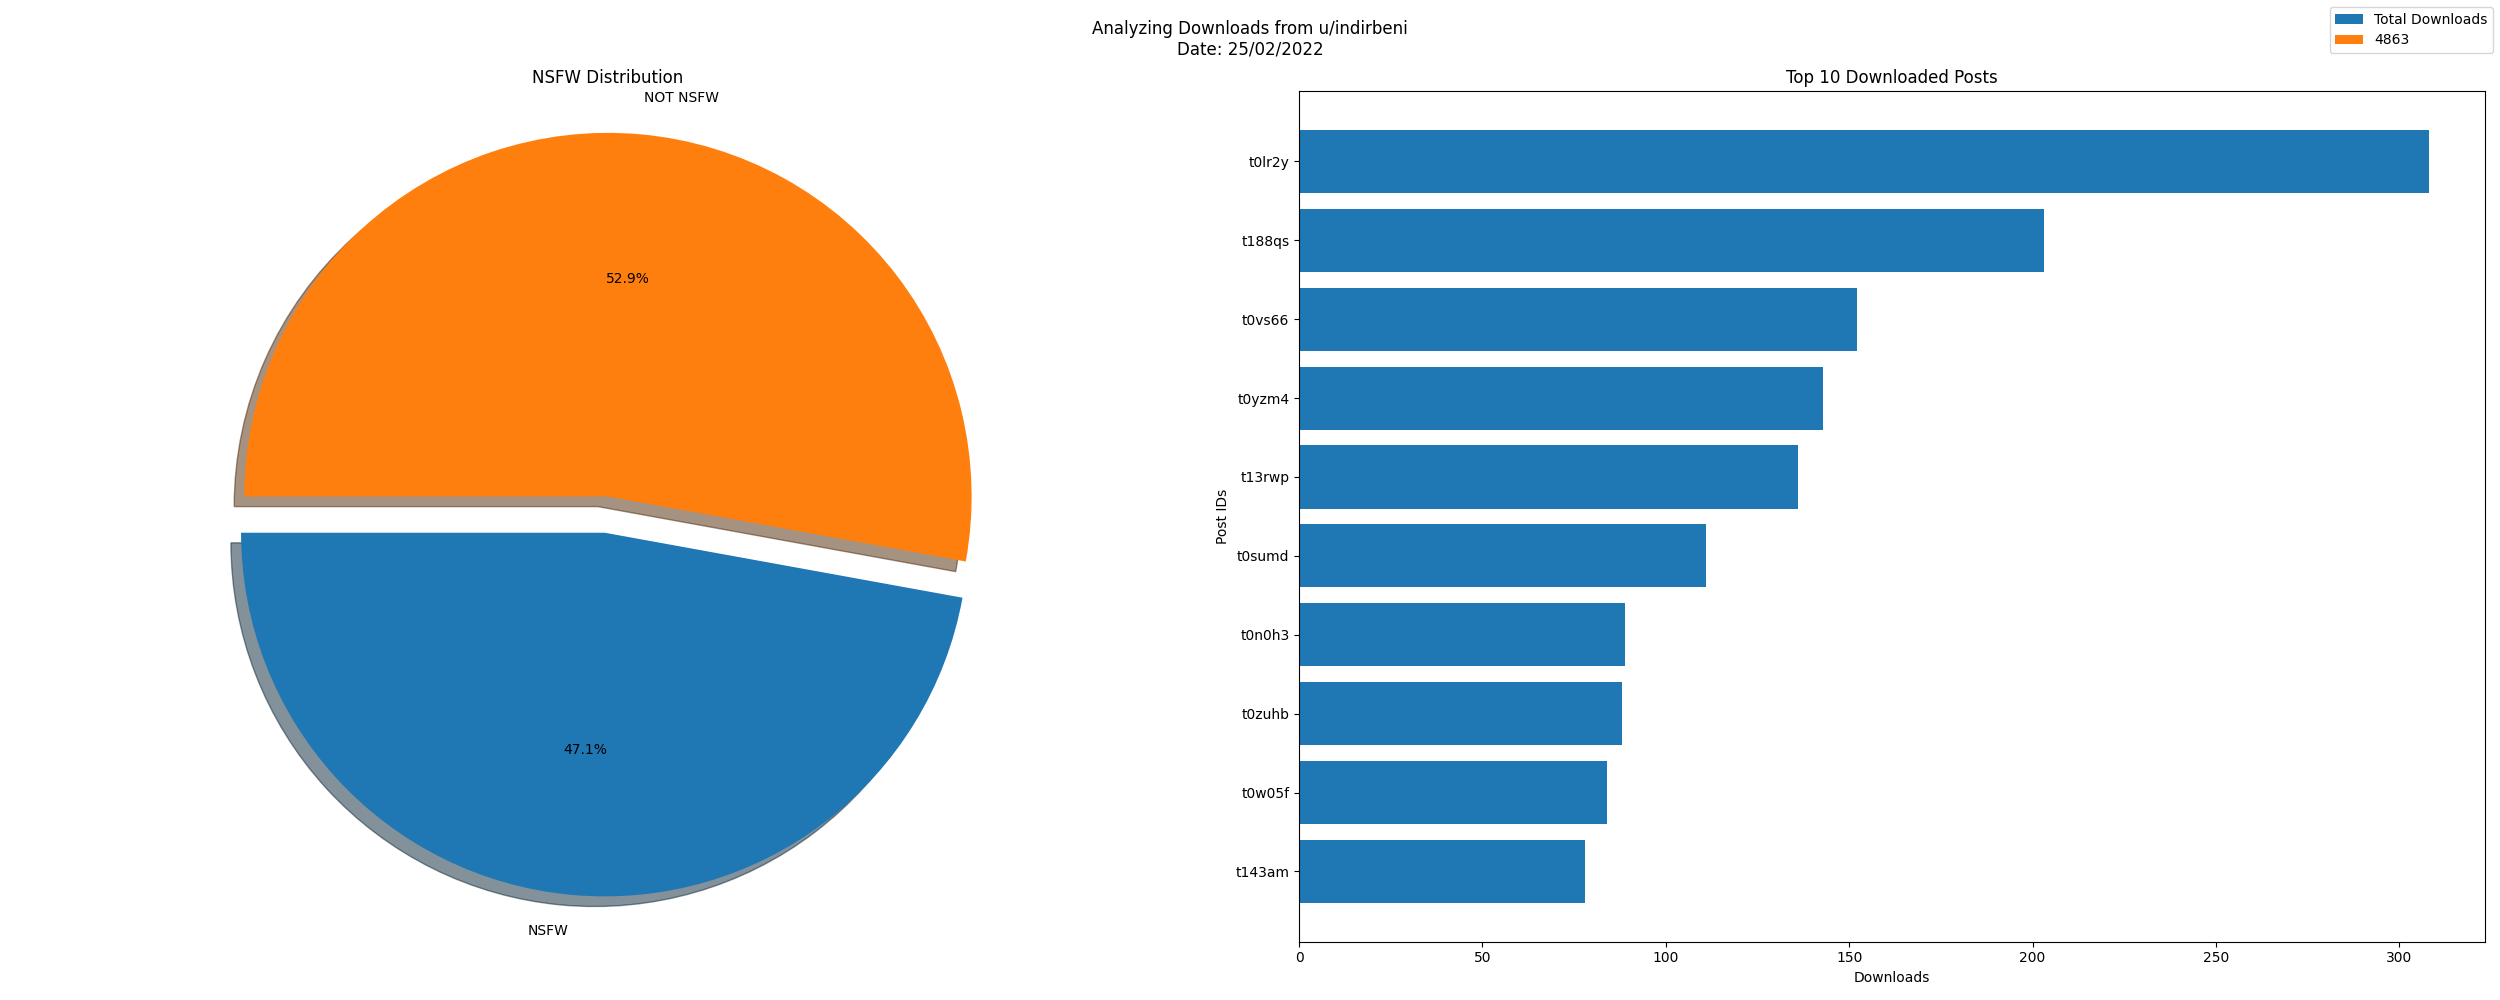 Analyzing Downloads from u/indirbeni
Date: 25/02/2022
Total Downloads
4863
NSFW Distribution
NOT NSFW
52.9%
47.1%
NSFW
Top 10 Downloaded Posts
Post IDs
t0lr2y
t188qs
t0vs66
t0yzm4
t13rwp
t0sumd
t0n0h3
t0zuhb
t0w05f
t143am
0 50 100 150 200 250 300
Downloads